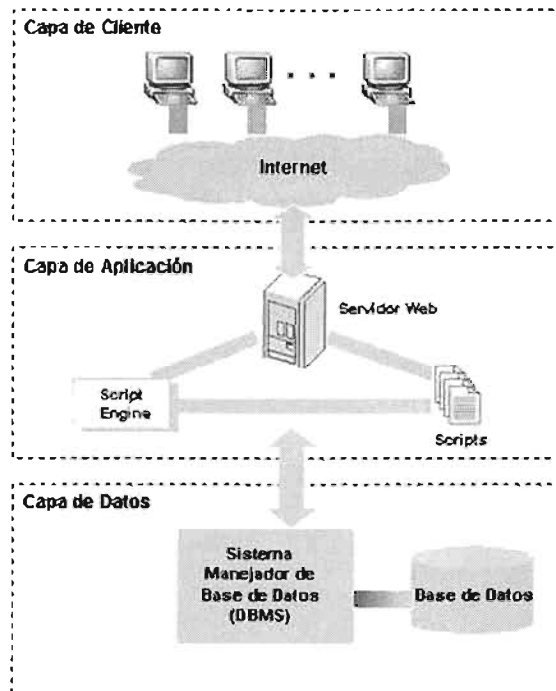 Capa de Cliente
. . .
Internet
Capa de Aplicación
Servidor Web
Script
Engine
Scripts
Capa de Datos
Sistema
Manejador de
Base de Datos
(DBMS)
Base de Datos